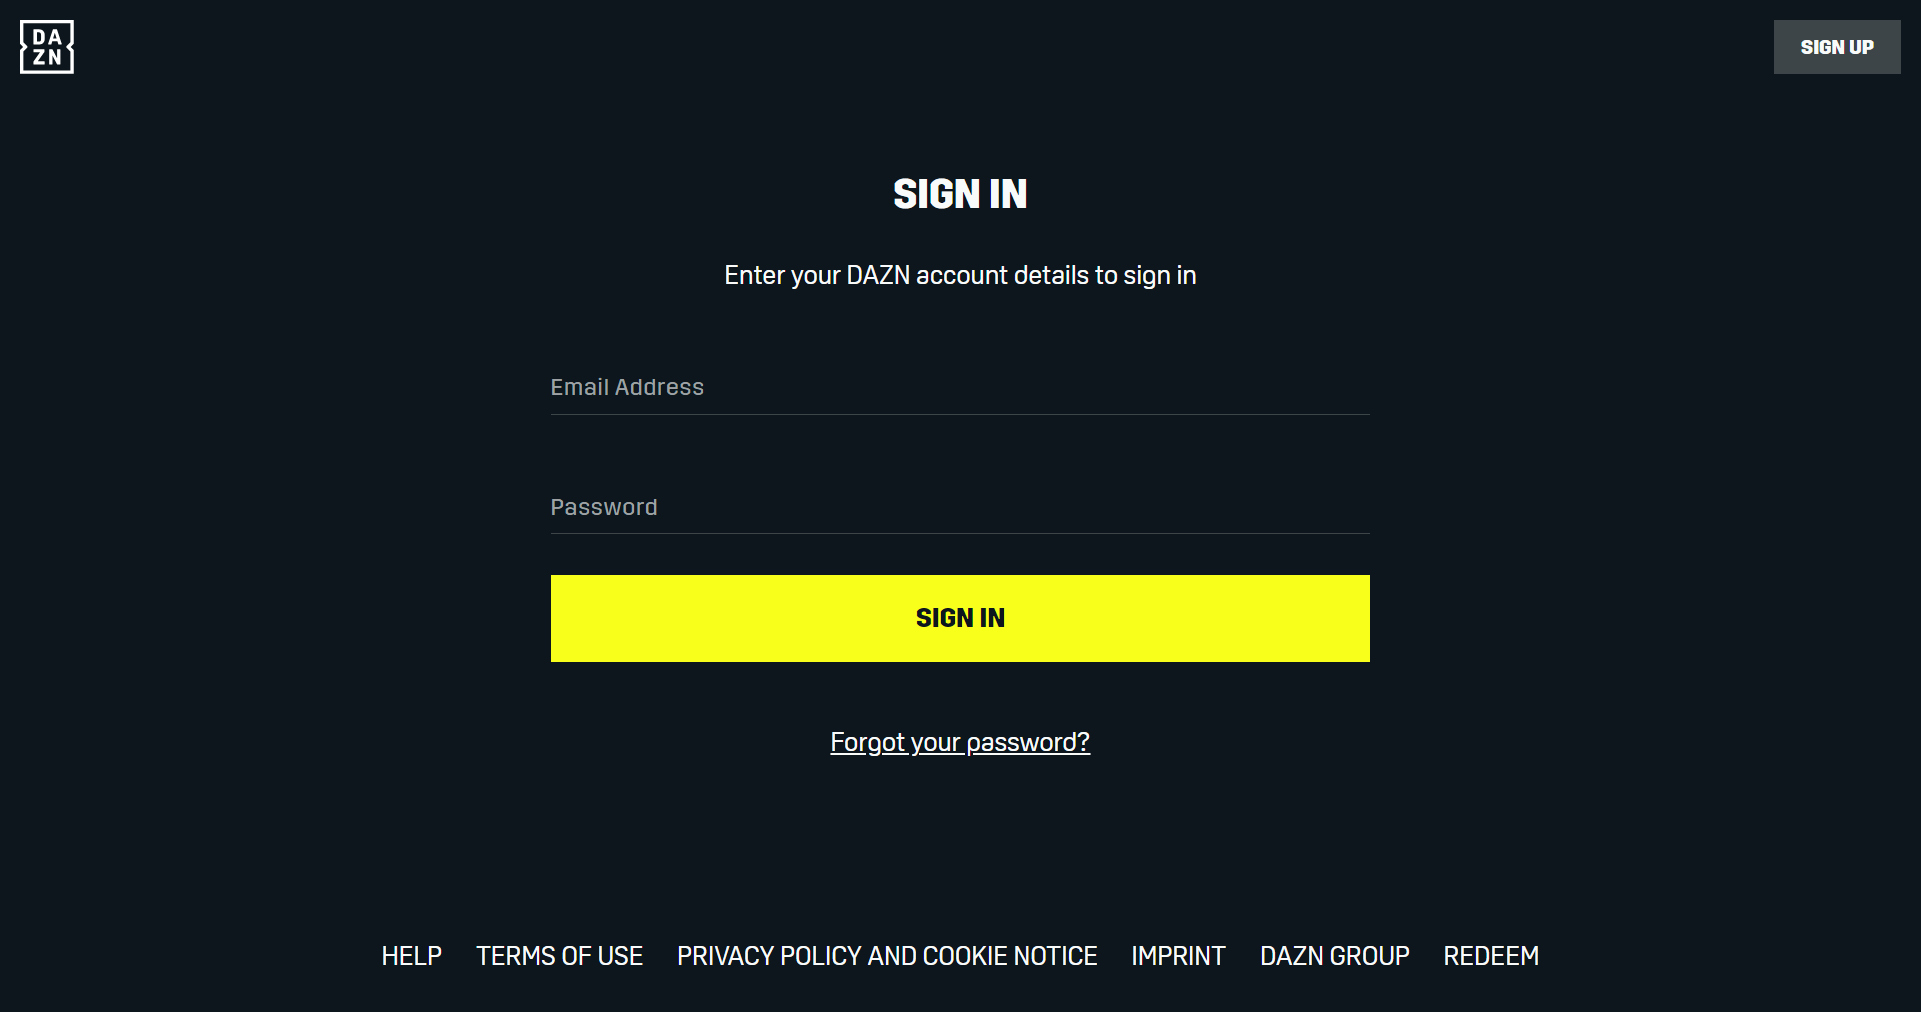 DA
ZN
SIGN UP
SIGN IN
Enter your DAZN account details to sign in
Email Address
Password
SIGN IN
Forgot your password?
HELP TERMS OF USE PRIVACY POLICY AND COOKIE NOTICE IMPRINT DAZN GROUP REDEEM